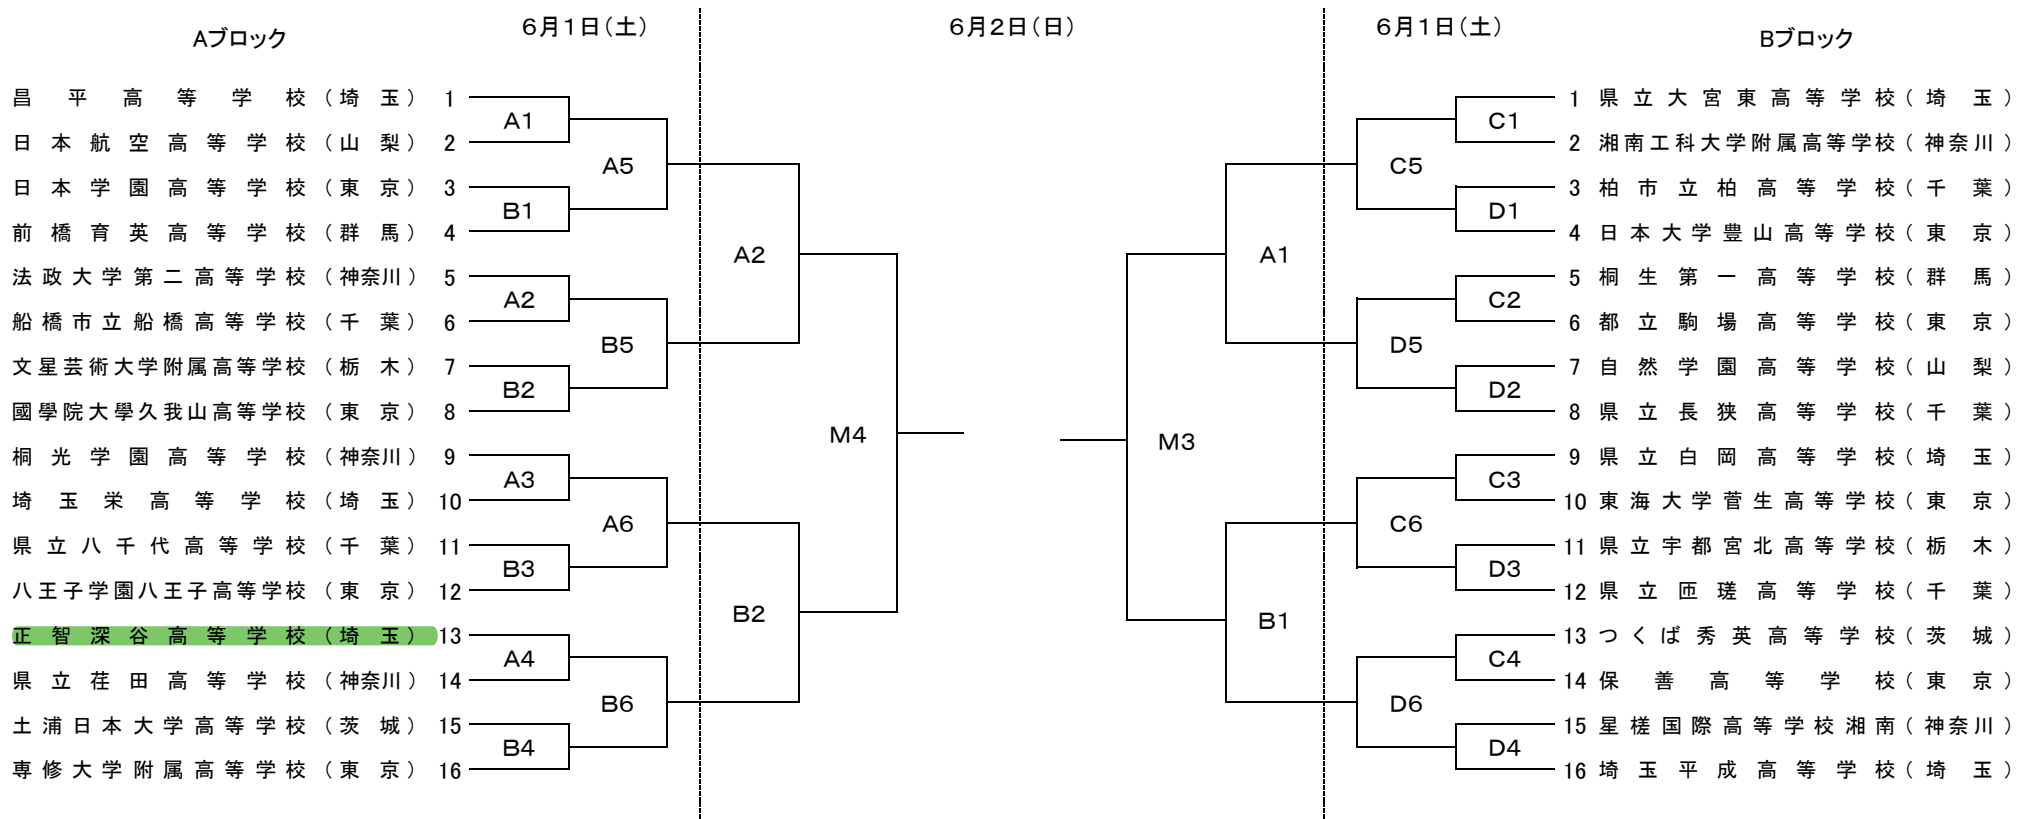 Aブロック
6月1日(土)
6月2日(日)
6月1日(土)
Bブロック
昌平高等学校(埼玉) 1
日本航空高等学校(山梨) 2
日本学園高等学校(東京) 3
前橋育英高等学校(群馬) 4
法政大学第二高等学校(神奈川) 5
船橋市立船橋高等学校(千葉) 6
文星芸術大学附属高等学校(栃木) 7
國學院大學久我山高等学校(東京) 8
桐光学園高等学校(神奈川) 9
埼玉栄高等学校(埼玉) 10
県立八千代高等学校(千葉) 11
八王子学園八王子高等学校(東京) 12
正智深谷高等学校(埼玉) 13
県立荏田高等学校(神奈川) 14
土浦日本大学高等学校(茨城) 15
専修大学附属高等学校(東京) 16
A1
B1
A2
B2
A3
B3
A4
B4
A5
B5
A6
B6
A2
B2
M4
M3
A1
B1
C5
D5
C6
D6
C1
D1
C2
D2
C3
D3
C4
D4
1 県立大宮東高等学校(埼玉)
2 湘南工科大学附属高等学校(神奈川)
3 柏市立柏高等学校(千葉)
4 日本大学豊山高等学校(東京)
5 桐生第一高等学校(群馬)
6 都立駒場高等学校(東京)
7 自然学園高等学校(山梨)
8 県立長狭高等学校(千葉)
9 県立白岡高等学校(埼玉)
10 東海大学菅生高等学校(東京)
11 県立宇都宮北高等学校(栃木)
12 県立匝瑳高等学校(千葉)
13 つくば秀英高等学校(茨城)
14 保善高等学校(東京)
15 星槎国際高等学校湘南(神奈川)
16 埼玉平成高等学校(埼玉)